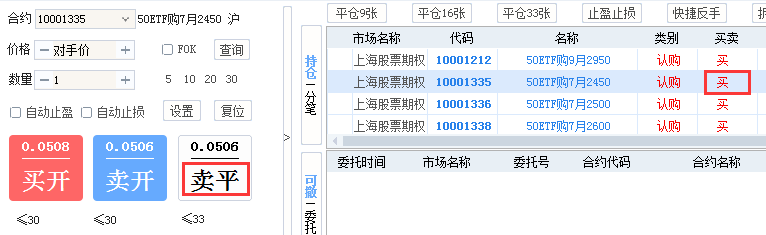 合约 10001335 50ETF购7月2450 沪
价格 - 对手价 + FOK 查询
数量 - 1 + 5 10 20 30
自动止盈 自动止损 设置 复位
0.0508 0.0506 0.0506
买开 卖开 卖平
≤30 ≤30 ≤33
>
平仓9张 平仓16张 平仓33张 止盈止损 快捷反手
持仓 分笔
市场名称 代码 名称 类别 买卖
上海股票期权 10001212 50ETF购9月2950 认购 买
上海股票期权 10001335 50ETF购7月2450 认购 买
上海股票期权 10001336 50ETF购7月2500 认购 买
上海股票期权 10001338 50ETF购7月2600 认购 买
可撤 委托
委托时间 市场名称 委托号 合约代码 合约名称